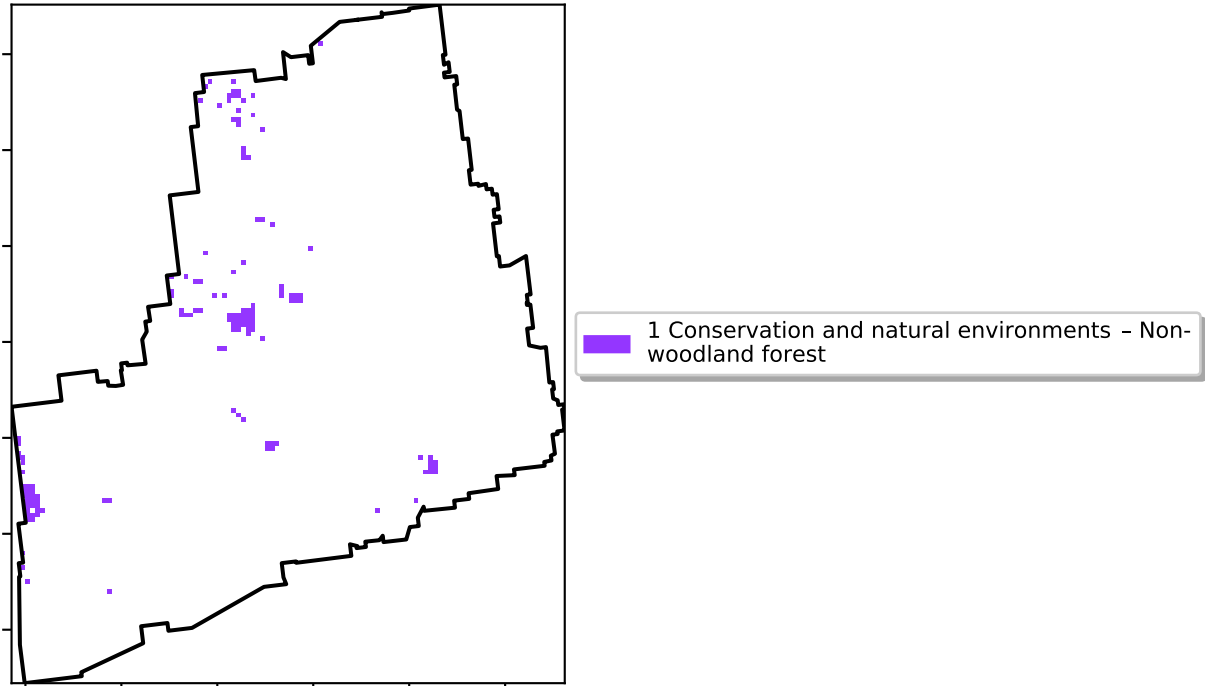 1 Conservation and natural environments – Non-
woodland forest